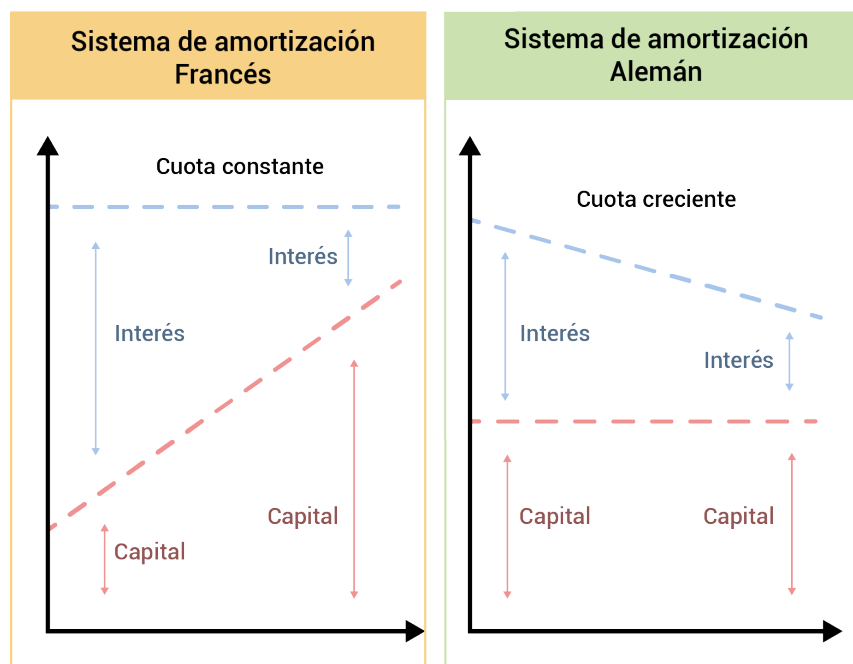 Sistema de amortización
Francés
Cuota constante
Interés
Interés
Capital
Capital
Sistema de amortización
Alemán
Cuota creciente
Interés
Interés
Capital
Capital